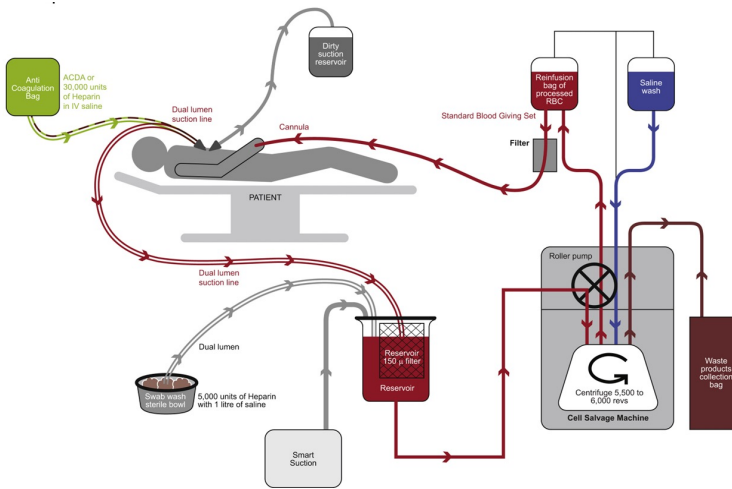 Dirty
suction
reservoir
Anti
Coagulation
Bag
ACDA or
30,000 units
of Heparin
in IV saline
Dual lumen
suction line
Cannula
Reinfusion
bag of
processed
RBC
Saline
wash
Standard Blood Giving Set
Filter
PATIENT
Dual lumen
suction line
Roller pump
Dual lumen
Reservoir
150 µ filter
Reservoir
Swab wash
sterile bowl
5,000 units of Heparin
with 1 litre of saline
Smart
Suction
Centrifuge 5,500 to
6,000 revs
Cell Salvage Machine
Waste
products
collection
bag